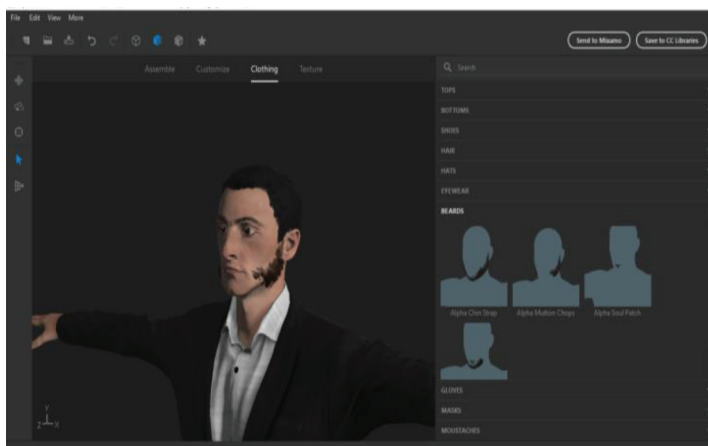 File Edit View More
Send to Mixamo Save to CC Libraries
Assemble Customize Clothing Texture
Search
TOPS
BOTTOMS
SHOES
HAIR
HATS
EYEWEAR
BEARDS
Alpha Chin Strap Alpha Mutton Chops Alpha Soul Patch
GLOVES
MASKS
MOUSTACHES
Y
Z X